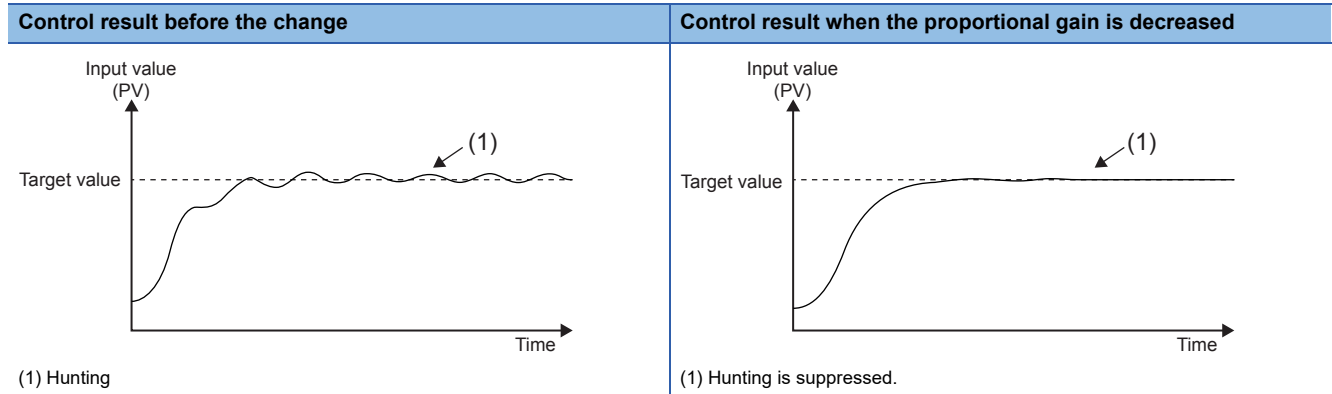 Control result before the change
Control result when the proportional gain is decreased
Input value
(PV)
(1)
Target value
Time
(1) Hunting
Input value
(PV)
(1)
Target value
Time
(1) Hunting is suppressed.